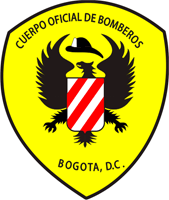 CUERPO OFICIAL DE BOMBEROS
BOGOTA, D.C.